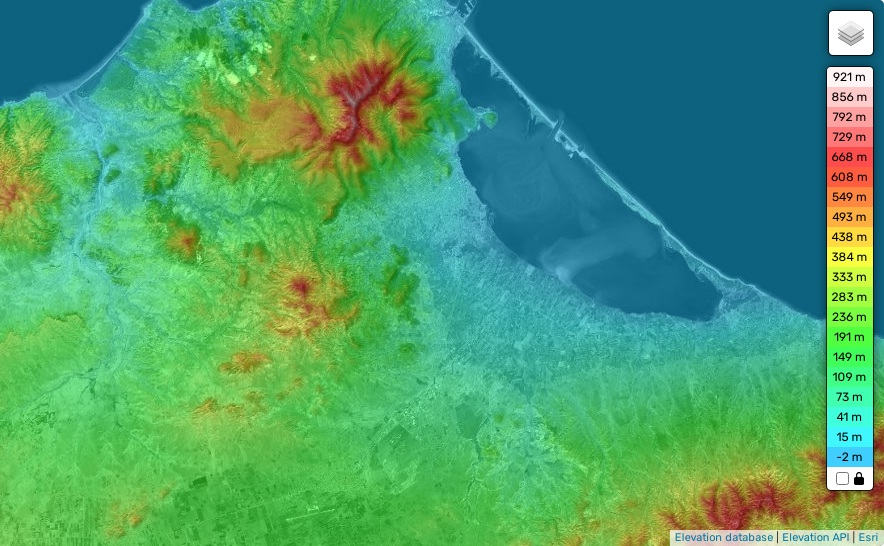 921 m
856 m
792 m
729 m
668 m
608 m
549 m
493 m
438 m
384 m
333 m
283 m
236 m
191 m
149 m
109 m
73 m
41 m
15 m
-2 m
Elevation database | Elevation API | Esri